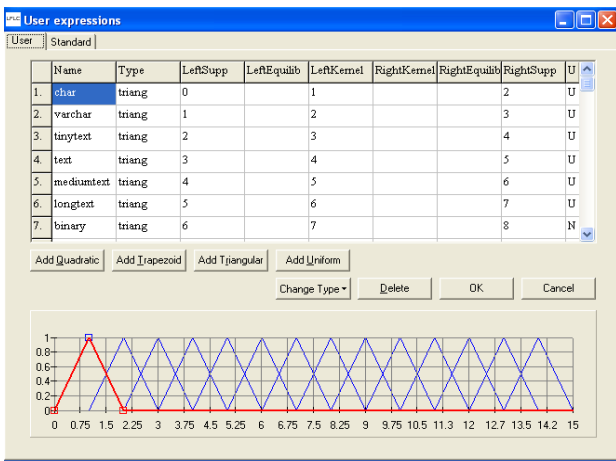 LFLC User expressions
User Standard
Name Type LeftSupp LeftEquilib LeftKernel RightKernel RightEquilib RightSupp U
1. char triang 0 1 2 U
2. varchar triang 1 2 3 U
3. tinytext triang 2 3 4 U
4. text triang 3 4 5 U
5. mediumtext triang 4 5 6 U
6. longtext triang 5 6 7 U
7. binary triang 6 7 8 N
Add Quadratic Add Trapezoid Add Triangular Add Uniform
Change Type Delete OK Cancel
1
0.8
0.6
0.4
0.2
0
0 0.75 1.5 2.25 3 3.75 4.5 5.25 6 6.75 7.5 8.25 9 9.75 10.5 11.3 12 12.7 13.5 14.2 15